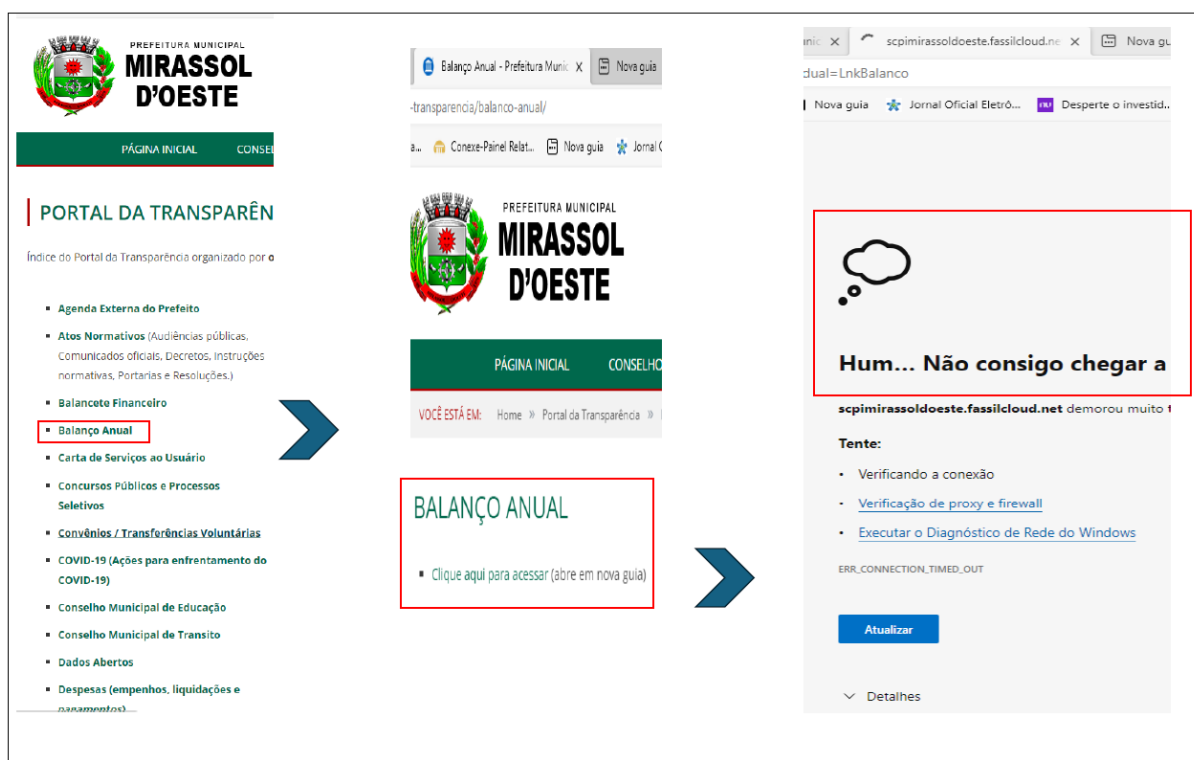 PREFEITURA MUNICIPAL
MIRASSOL
D'OESTE
PÁGINA INICIAL CONSE
PORTAL DA TRANSPARÊN
Índice do Portal da Transparência organizado por o
Agenda Externa do Prefeito
Atos Normativos (Audiências públicas,
Comunicados oficiais, Decretos, Instruções
normativas, Portarias e Resoluções.)
Balancete Financeiro
Balanço Anual
Carta de Serviços ao Usuário
Concursos Públicos e Processos
Seletivos
Convênios / Transferências Voluntárias
COVID-19 (Ações para enfrentamento do
COVID-19)
Conselho Municipal de Educação
Conselho Municipal de Transito
Dados Abertos
Despesas (empenhos, liquidações e
pagamentos)
Balanço Anual - Prefeitura Munic X Nova guia
-transparencia/balanco-anual/
a... Conexe-Painel Relat... Nova guia Jornal
PREFEITURA MUNICIPAL
MIRASSOL
D'OESTE
PÁGINA INICIAL CONSELHO
VOCÊ ESTÁ EM: Home » Portal da Transparência »
BALANÇO ANUAL
Clique aqui para acessar (abre em nova guia)
nic X scpimirassoldoeste.fassilcloud.ne X Nova gu
dual=LnkBalanco
Nova guia Jornal Oficial Eletrô... nu Desperte o investid...
Hum... Não consigo chegar a
scpimirassoldoeste.fassilcloud.net demorou muito
Tente:
Verificando a conexão
Verificação de proxy e firewall
Executar o Diagnóstico de Rede do Windows
ERR_CONNECTION_TIMED_OUT
Atualizar
Detalhes